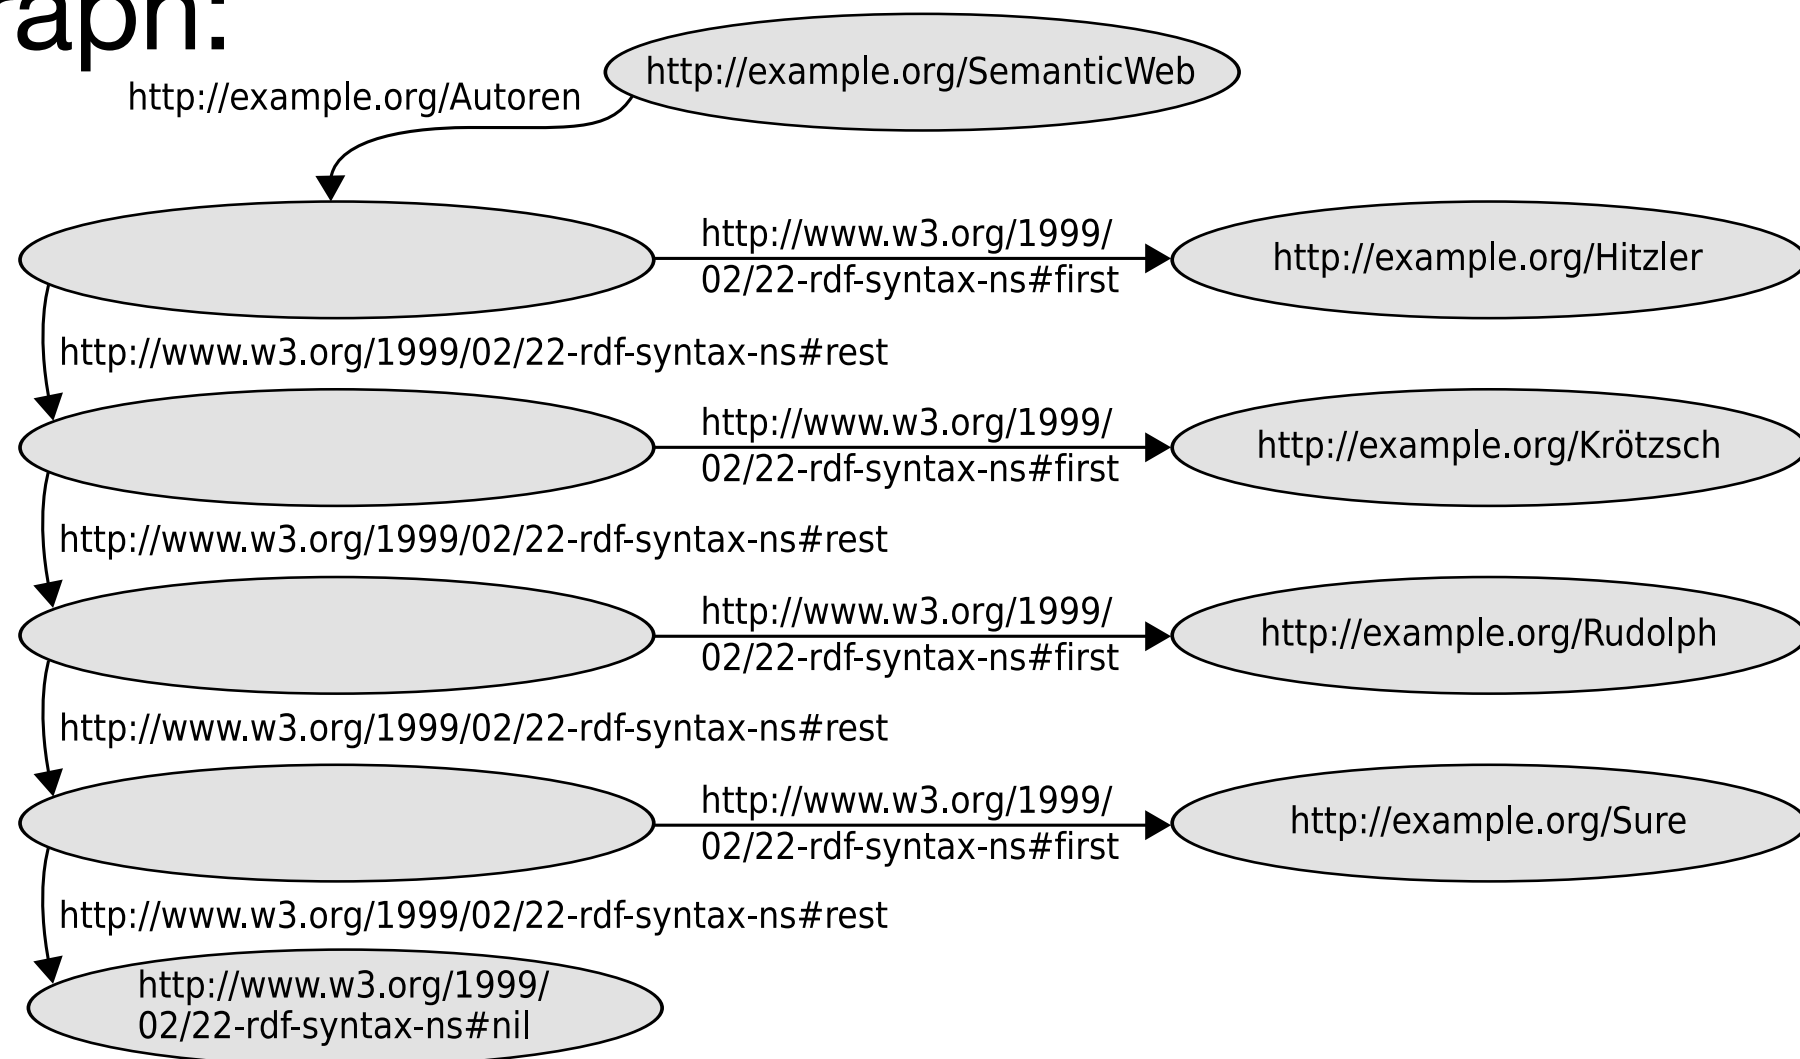 raph:
http://example.org/SemanticWeb
http://example.org/Autoren
http://www.w3.org/1999/
02/22-rdf-syntax-ns#first
http://example.org/Hitzler
http://www.w3.org/1999/02/22-rdf-syntax-ns#rest
http://www.w3.org/1999/
02/22-rdf-syntax-ns#first
http://example.org/Krötzsch
http://www.w3.org/1999/02/22-rdf-syntax-ns#rest
http://www.w3.org/1999/
02/22-rdf-syntax-ns#first
http://example.org/Rudolph
http://www.w3.org/1999/02/22-rdf-syntax-ns#rest
http://www.w3.org/1999/
02/22-rdf-syntax-ns#first
http://example.org/Sure
http://www.w3.org/1999/02/22-rdf-syntax-ns#rest
http://www.w3.org/1999/
02/22-rdf-syntax-ns#nil